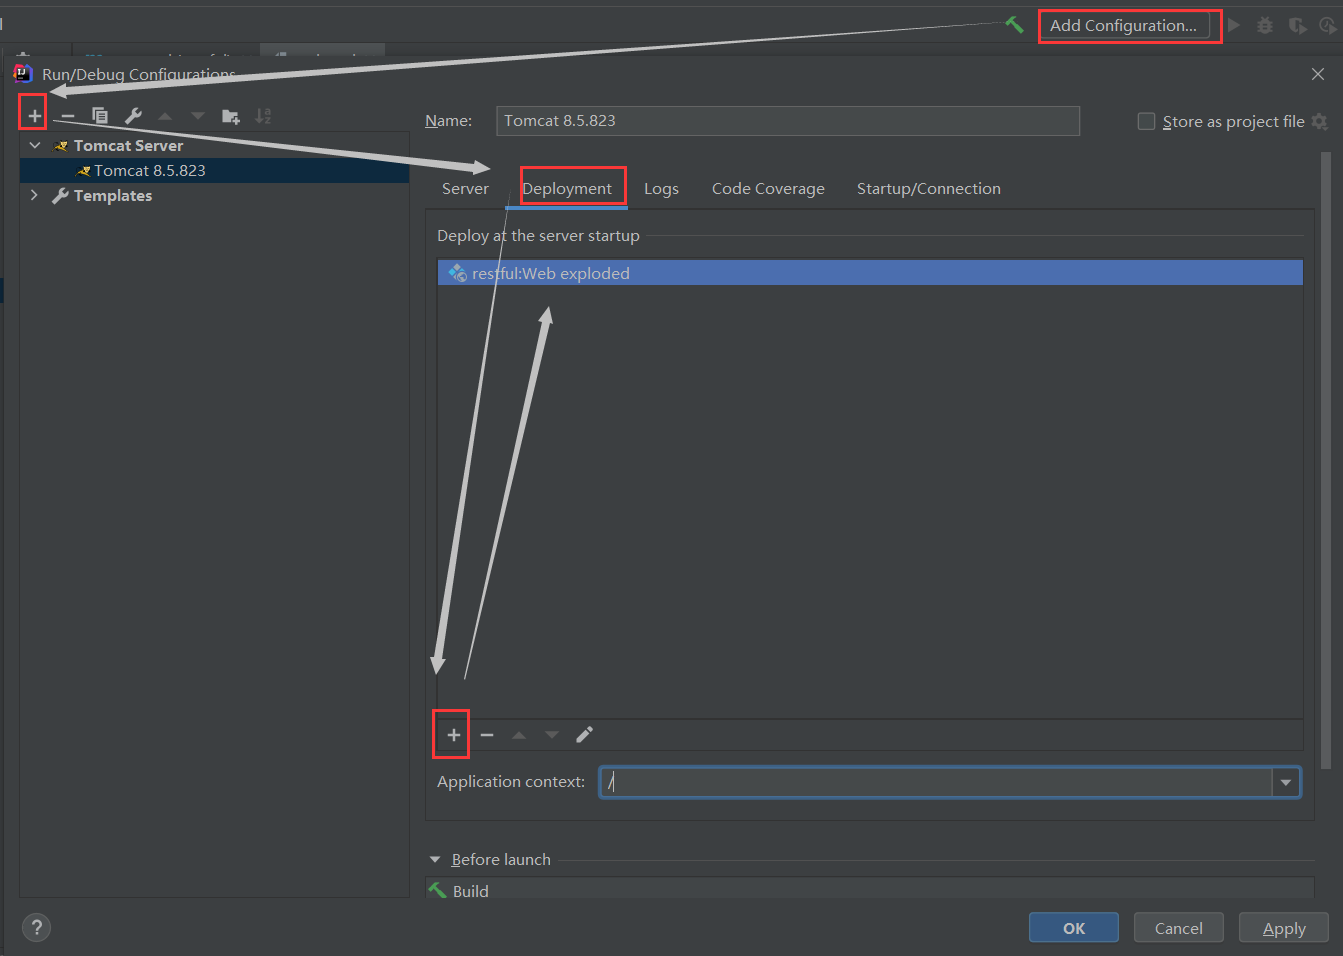 Add Configuration...
Run/Debug Configurations
Name:
Tomcat 8.5.823
Store as project file
Tomcat Server
Tomcat 8.5.823
Templates
Server
Deployment
Logs
Code Coverage
Startup/Connection
Deploy at the server startup
restful:Web exploded
Application context:
/
Before launch
Build
?
OK
Cancel
Apply